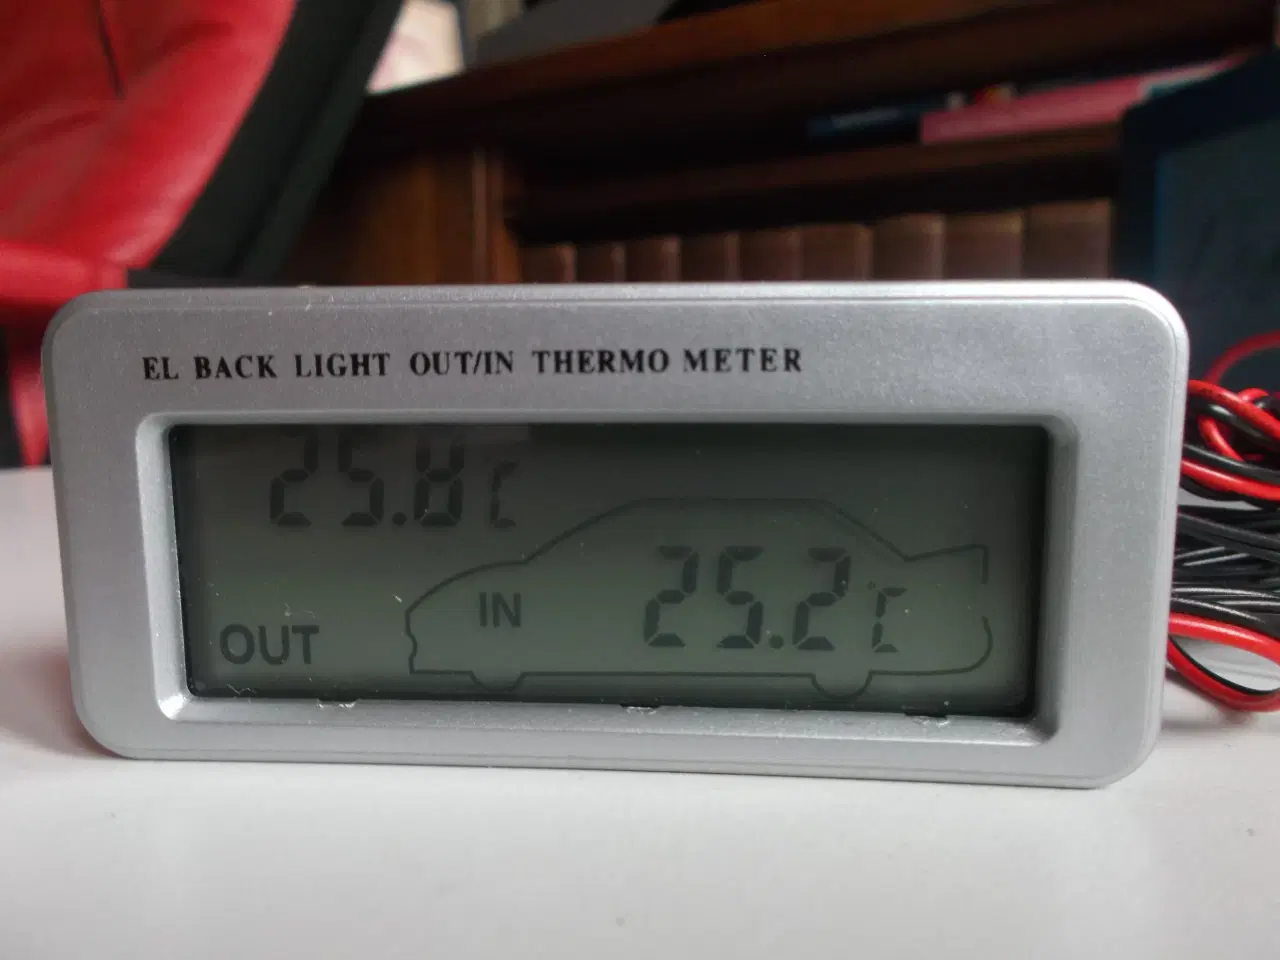 EL BACK LIGHT OUT/IN THERMO METER
25.8℃
IN 25.2℃
OUT